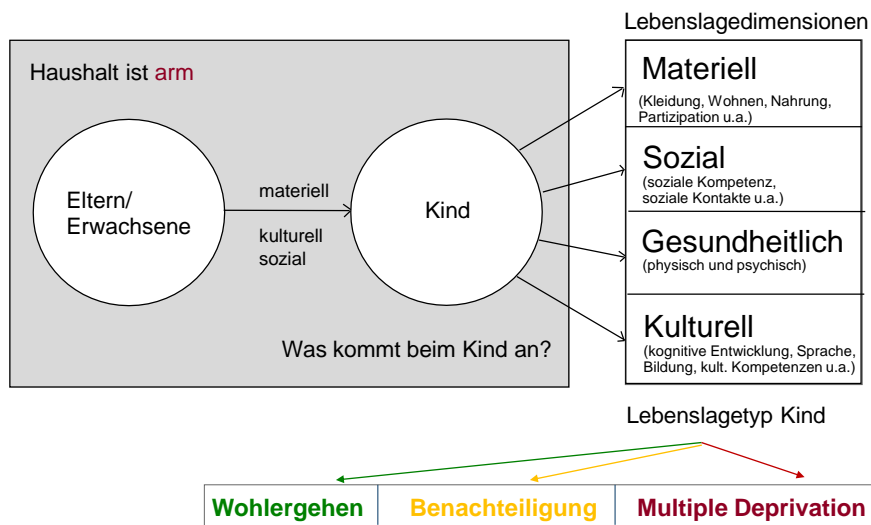 Lebenslagedimensionen
Haushalt ist arm
Eltern/
Erwachsene
materiell
kulturell
sozial
Kind
Was kommt beim Kind an?
Materiell
(Kleidung, Wohnen, Nahrung,
Partizipation u.a.)
Sozial
(soziale Kompetenz,
soziale Kontakte u.a.)
Gesundheitlich
(physisch und psychisch)
Kulturell
(kognitive Entwicklung, Sprache,
Bildung, kult. Kompetenzen u.a.)
Lebenslagetyp Kind
Wohlergehen
Benachteiligung
Multiple Deprivation